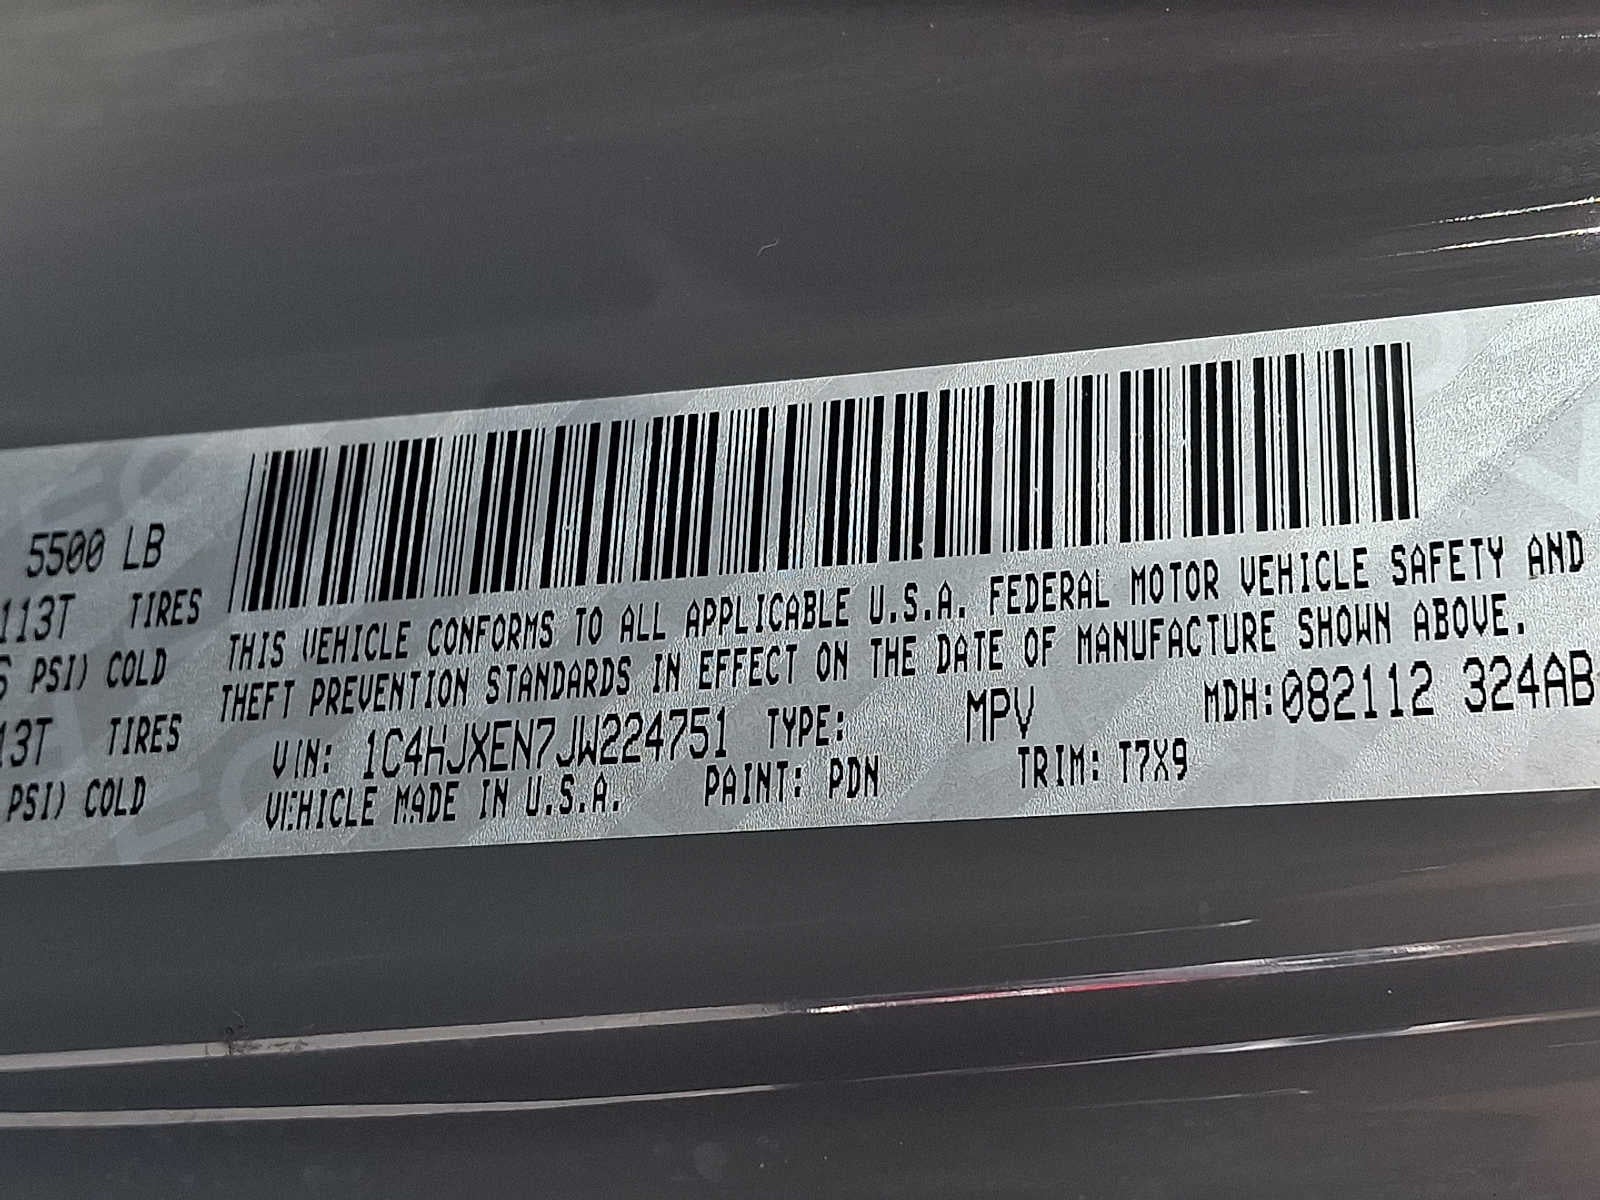 5500 LB
113T TIRES
PSI) COLD
13T TIRES
PSI) COLD
THIS VEHICLE CONFORMS TO ALL APPLICABLE U.S.A. FEDERAL MOTOR VEHICLE SAFETY AND
THEFT PREVENTION STANDARDS IN EFFECT ON THE DATE OF MANUFACTURE SHOWN ABOVE.
VIN: 1C4HJXEN7JW224751 TYPE: MPV MDH:082112 324AB
VEHICLE MADE IN U.S.A. PAINT: PDN TRIM: T7X9